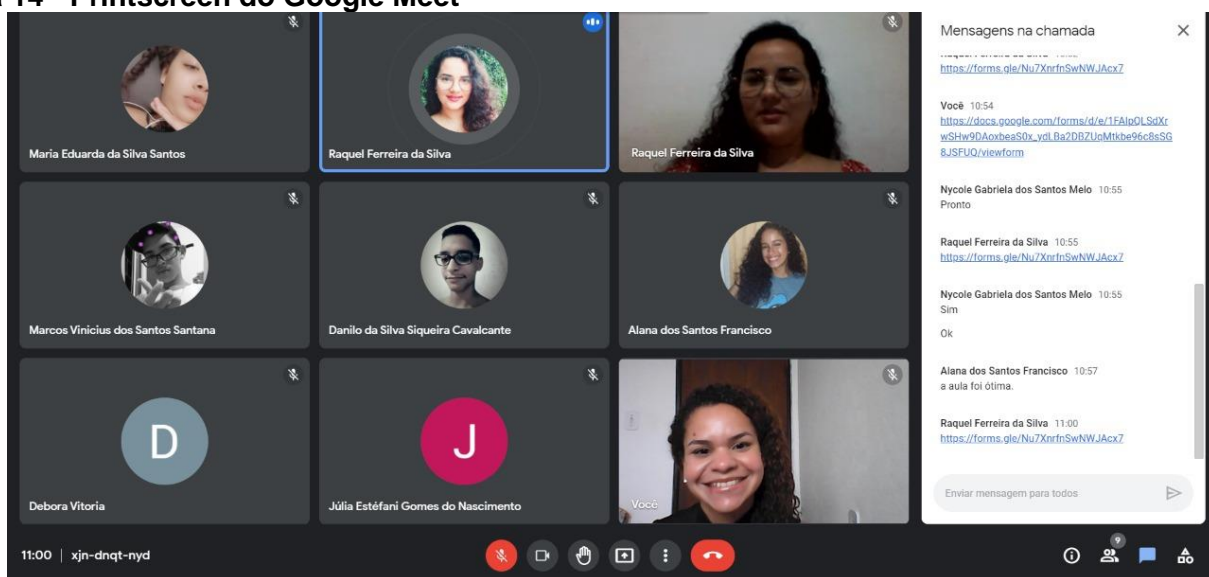 14 - Printscreen do Google Meet
Maria Eduarda da Silva Santos
Raquel Ferreira da Silva
Raquel Ferreira da Silva
Marcos Vinicius dos Santos Santana
Danilo da Silva Siqueira Cavalcante
Alana dos Santos Francisco
D
Debora Vitoria
J
Júlia Estéfani Gomes do Nascimento
Você
11:00 | xjn-dnqt-nyd
9
Mensagens na chamada
https://forms.gle/Nu7XnrfnSwNWJAcx7
Você 10:54
https://docs.google.com/forms/d/e/1FAIpQLSdXr
wSHw9DAoxbeaS0x_ydLBa2DBZUpMtkbe96c8sSG
8JSFUQ/viewform
Nycole Gabriela dos Santos Melo 10:55
Pronto
Raquel Ferreira da Silva 10:55
https://forms.gle/Nu7XnrfnSwNWJAcx7
Nycole Gabriela dos Santos Melo 10:55
Sim
Ok
Alana dos Santos Francisco 10:57
a aula foi ótima.
Raquel Ferreira da Silva 11:00
https://forms.gle/Nu7XnrfnSwNWJAcx7
Enviar mensagem para todos